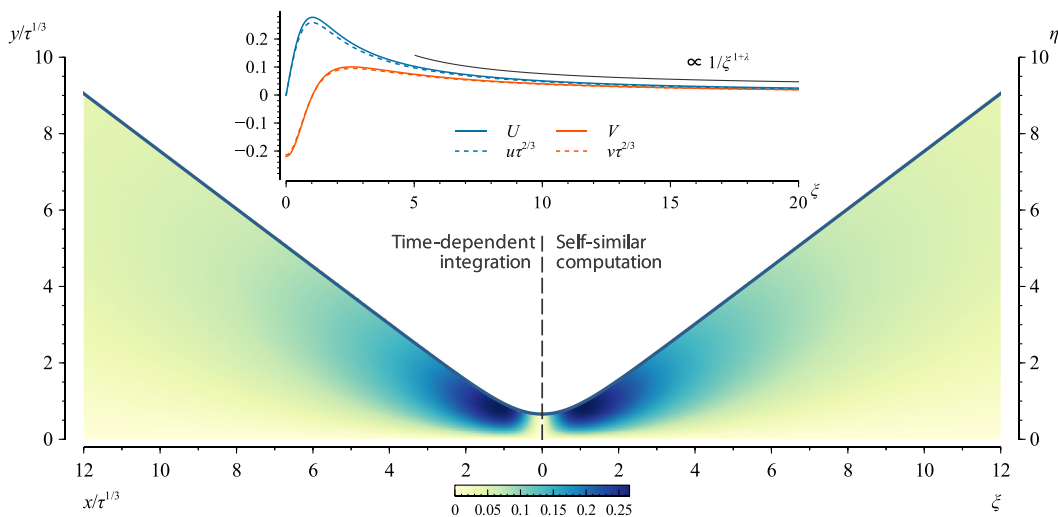 y/τ^{1/3}
η
10
8
6
4
2
0
0.2
0.1
0
−0.1
−0.2
∝ 1/ξ^{1+λ}
U V
uτ^{2/3} vτ^{2/3}
0 5 10 15 20 ξ
10
8
6
4
2
0
Time-dependent Self-similar
integration computation
12 10 8 6 4 2 0 2 4 6 8 10 12
x/τ^{1/3} ξ
0 0.05 0.1 0.15 0.2 0.25